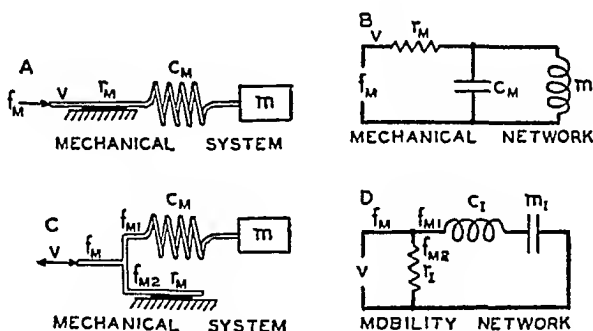 A
f_M
V
r_M
C_M
m
MECHANICAL SYSTEM
B
V
r_M
f_M
C_M
m
MECHANICAL NETWORK
C
V
f_M
f_M1
C_M
m
f_M2
r_M
MECHANICAL SYSTEM
D
f_M
f_M1
C_I
m_I
V
f_M2
r_I
MOBILITY NETWORK